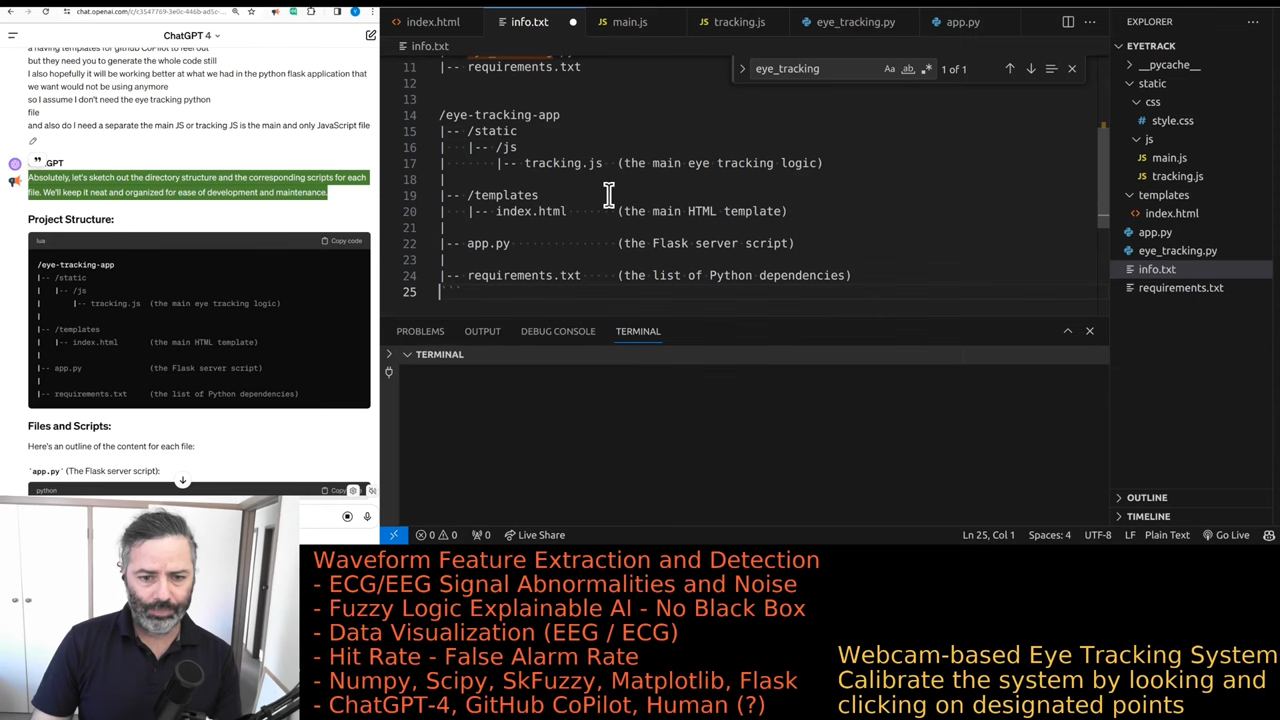 chat.openai.com/c/c3547769-3e0c-446b-ad5c-...
ChatGPT 4
a having templates for github CoPilot to feel out
but they need you to generate the whole code still
I also hopefully it will be working better at what we had in the python flask application that
we want would not be using anymore
so I assume I don't need the eye tracking python
file
and also do I need a separate the main JS or tracking JS is the main and only JavaScript file
GPT
Absolutely, let's sketch out the directory structure and the corresponding scripts for each
file. We'll keep it neat and organized for ease of development and maintenance.
Project Structure:
lua
Copy code
/eye-tracking-app
|-- /static
|   |-- /js
|       |-- tracking.js  (the main eye tracking logic)
|
|-- /templates
|   |-- index.html       (the main HTML template)
|
|-- app.py               (the Flask server script)
|
|-- requirements.txt     (the list of Python dependencies)
Files and Scripts:
Here's an outline of the content for each file:
`app.py` (The Flask server script):
python
Copy
index.html
info.txt
JS main.js
JS tracking.js
eye_tracking.py
app.py
info.txt
eye_tracking
Aa
ab
1 of 1
11 |-- requirements.txt
12
13
14 /eye-tracking-app
15 |-- /static
16 |   |-- /js
17 |       |-- tracking.js  (the main eye tracking logic)
18 |
19 |-- /templates
20 |   |-- index.html       (the main HTML template)
21 |
22 |-- app.py               (the Flask server script)
23 |
24 |-- requirements.txt     (the list of Python dependencies)
25 ```
PROBLEMS
OUTPUT
DEBUG CONSOLE
TERMINAL
TERMINAL
EXPLORER
EYETRACK
__pycache__
static
css
style.css
js
JS main.js
JS tracking.js
templates
index.html
app.py
eye_tracking.py
info.txt
requirements.txt
OUTLINE
TIMELINE
0 0
0
Live Share
Ln 25, Col 1
Spaces: 4
UTF-8
LF
Plain Text
Go Live
Waveform Feature Extraction and Detection
- ECG/EEG Signal Abnormalities and Noise
- Fuzzy Logic Explainable AI - No Black Box
- Data Visualization (EEG / ECG)
- Hit Rate - False Alarm Rate
- Numpy, Scipy, SkFuzzy, Matplotlib, Flask
- ChatGPT-4, GitHub CoPilot, Human (?)
Webcam-based Eye Tracking System
Calibrate the system by looking and
clicking on designated points